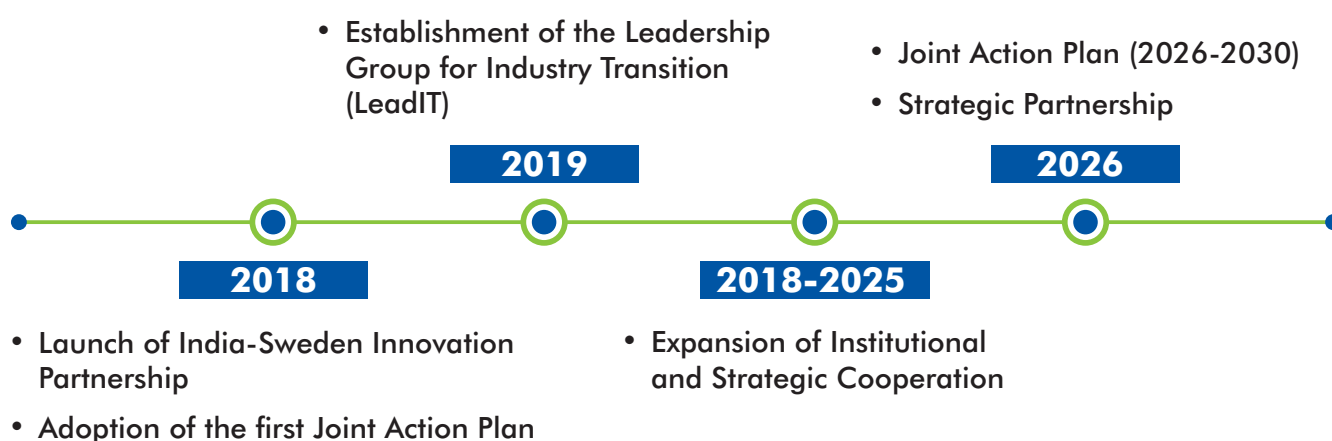 • Establishment of the Leadership
Group for Industry Transition
(LeadIT)
• Joint Action Plan (2026-2030)
• Strategic Partnership
2019
2026
2018
2018-2025
• Launch of India-Sweden Innovation
Partnership
• Adoption of the first Joint Action Plan
• Expansion of Institutional
and Strategic Cooperation